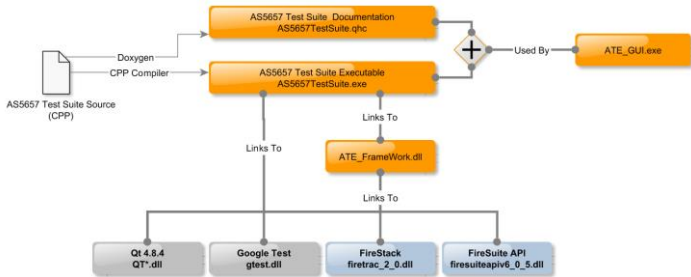 AS5657 Test Suite Documentation
AS5657TestSuite.qhc
Doxygen
CPP Compiler
AS5657 Test Suite Source
(CPP)
AS5657 Test Suite Executable
AS5657TestSuite.exe
Used By
ATE_GUI.exe
Links To
Links To
ATE_FrameWork.dll
Links To
Qt 4.8.4
QT*.dll
Google Test
gtest.dll
FireStack
firetrac_2_0.dll
FireSuite API
firesuiteapiv6_0_5.dll